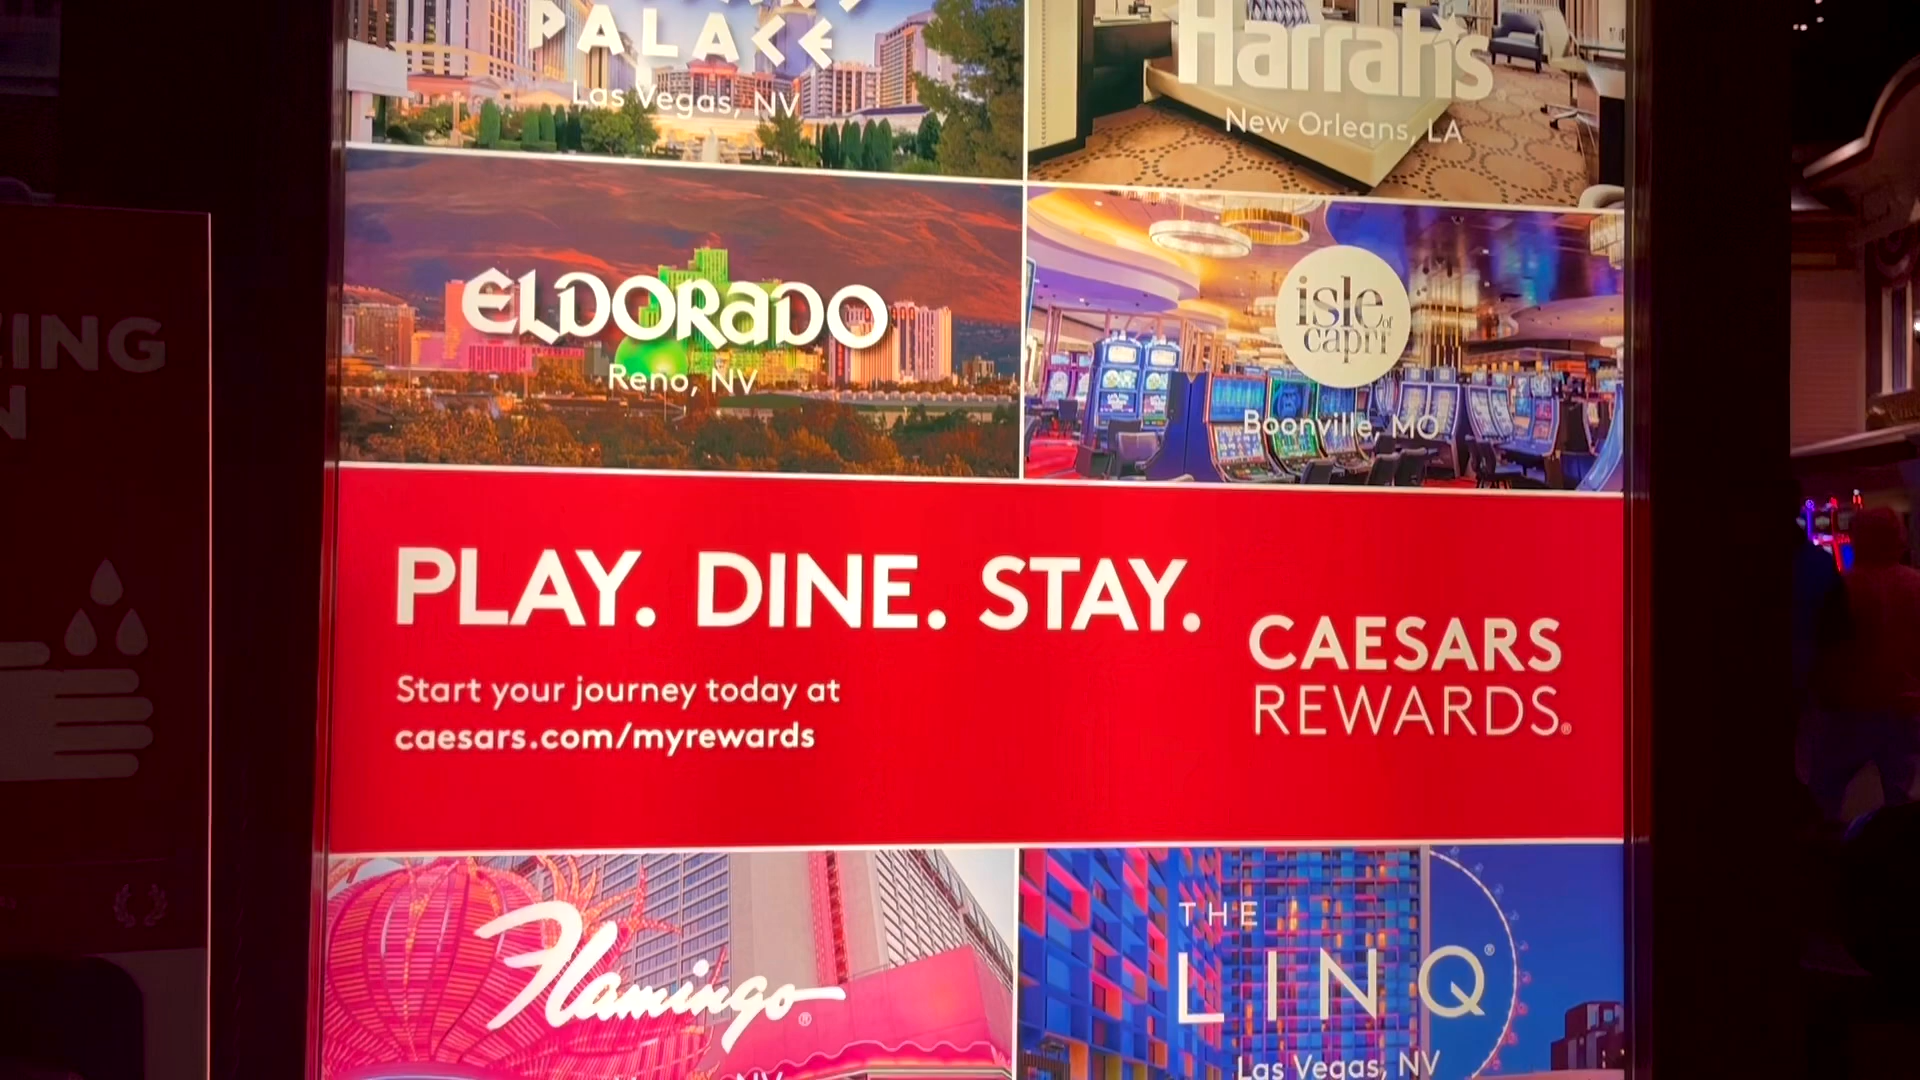 PALACE
Las Vegas, NV
Harrah's
New Orleans, LA
ELDORADO
Reno, NV
isle of
capri
Boonville, MO
PLAY. DINE. STAY.
Start your journey today at
caesars.com/myrewards
CAESARS
REWARDS®
Flamingo®
THE
LINQ®
Las Vegas, NV
ZING
N